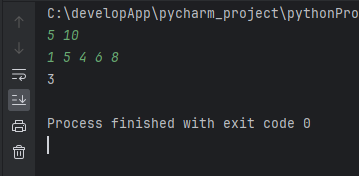 C:\developApp\pycharm_project\pythonPro
5 10
1 5 4 6 8
3
Process finished with exit code 0